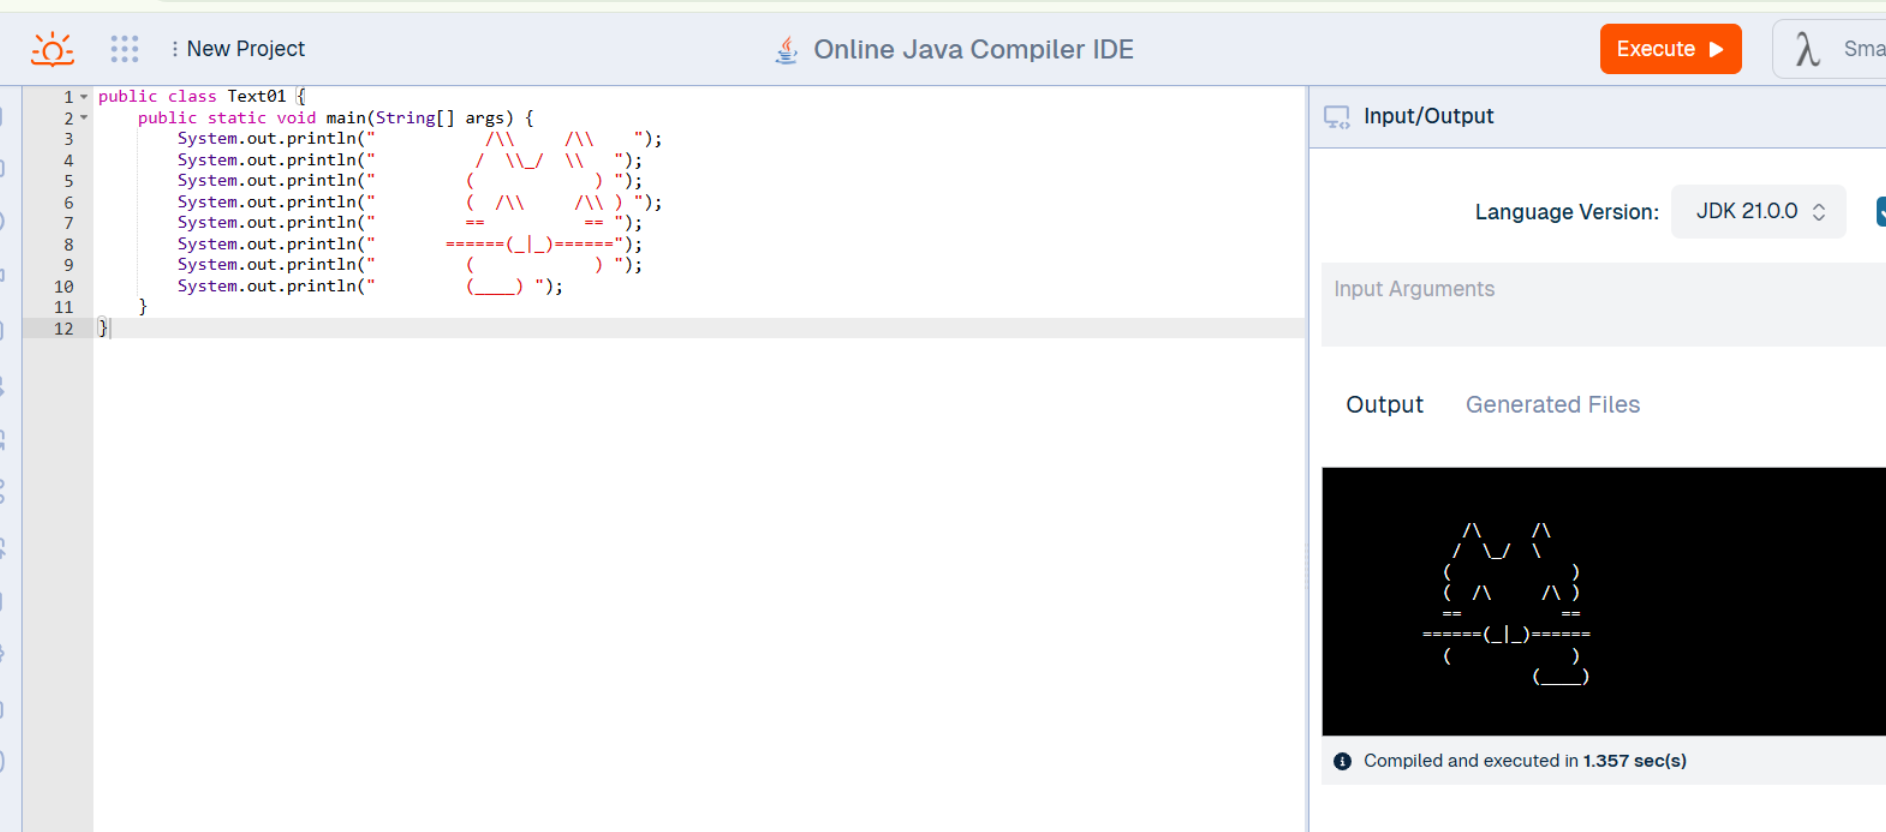 New Project
Online Java Compiler IDE
Execute
λ
Sma
1 public class Text01 {
2     public static void main(String[] args) {
3         System.out.println("           /\\     /\\    ");
4         System.out.println("          /  \\_/  \\   ");
5         System.out.println("         (            ) ");
6         System.out.println("         (  /\\     /\\ ) ");
7         System.out.println("         ==          == ");
8         System.out.println("       ======(_|_)======");
9         System.out.println("         (            ) ");
10         System.out.println("         (____) ");
11     }
12 }
Input/Output
Language Version:
JDK 21.0.0
Input Arguments
Output
Generated Files
           /\     /\
          /  \_/  \
         (            )
         (  /\     /\ )
         ==          ==
       ======(_|_)======
         (            )
                  (____)
Compiled and executed in 1.357 sec(s)